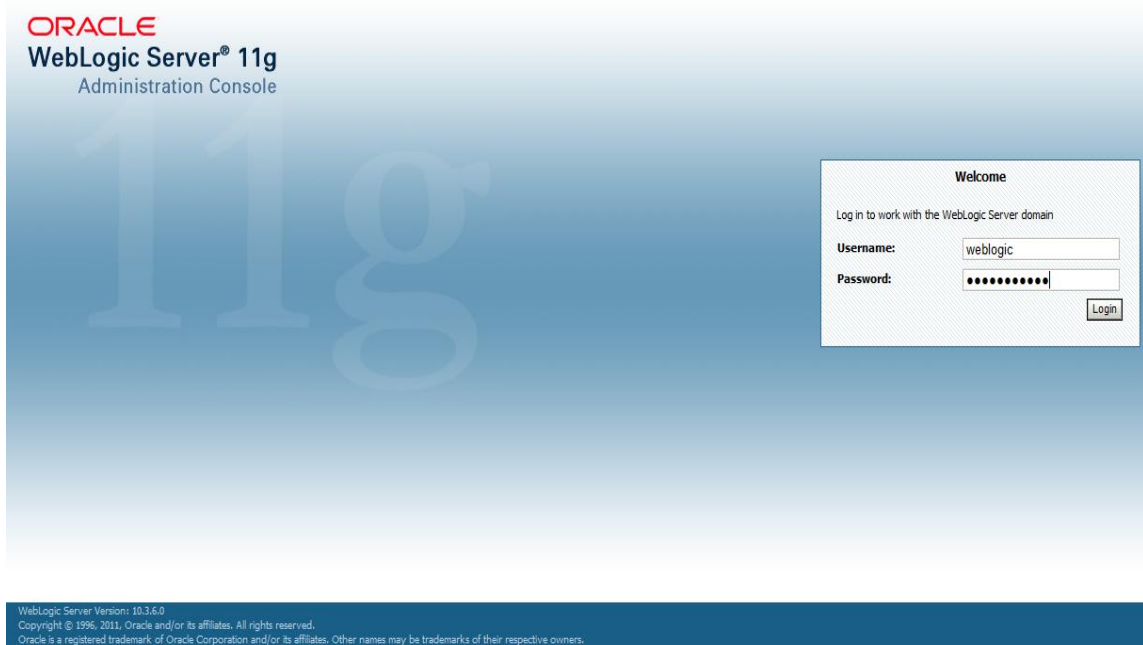 ORACLE
WebLogic Server® 11g
Administration Console
11g
Welcome
Log in to work with the WebLogic Server domain
Username:
weblogic
Password:
●●●●●●●●●●●
Login
WebLogic Server Version: 10.3.6.0
Copyright © 1996, 2011, Oracle and/or its affiliates. All rights reserved.
Oracle is a registered trademark of Oracle Corporation and/or its affiliates. Other names may be trademarks of their respective owners.